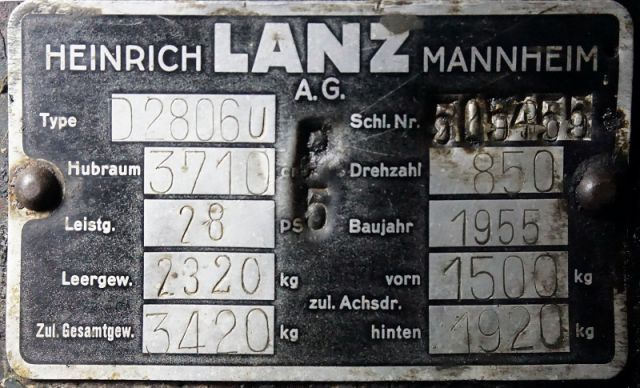 HEINRICH LANZ MANNHEIM
A.G.
Type D2806U Schl. Nr.
Hubraum 3710 Drehzahl 850
Leistg. 28 PS Baujahr 1955
Leergew. 2320 kg vorn 1500 kg
zul. Achsdr.
Zul. Gesamtgew. 3420 kg hinten 1920 kg